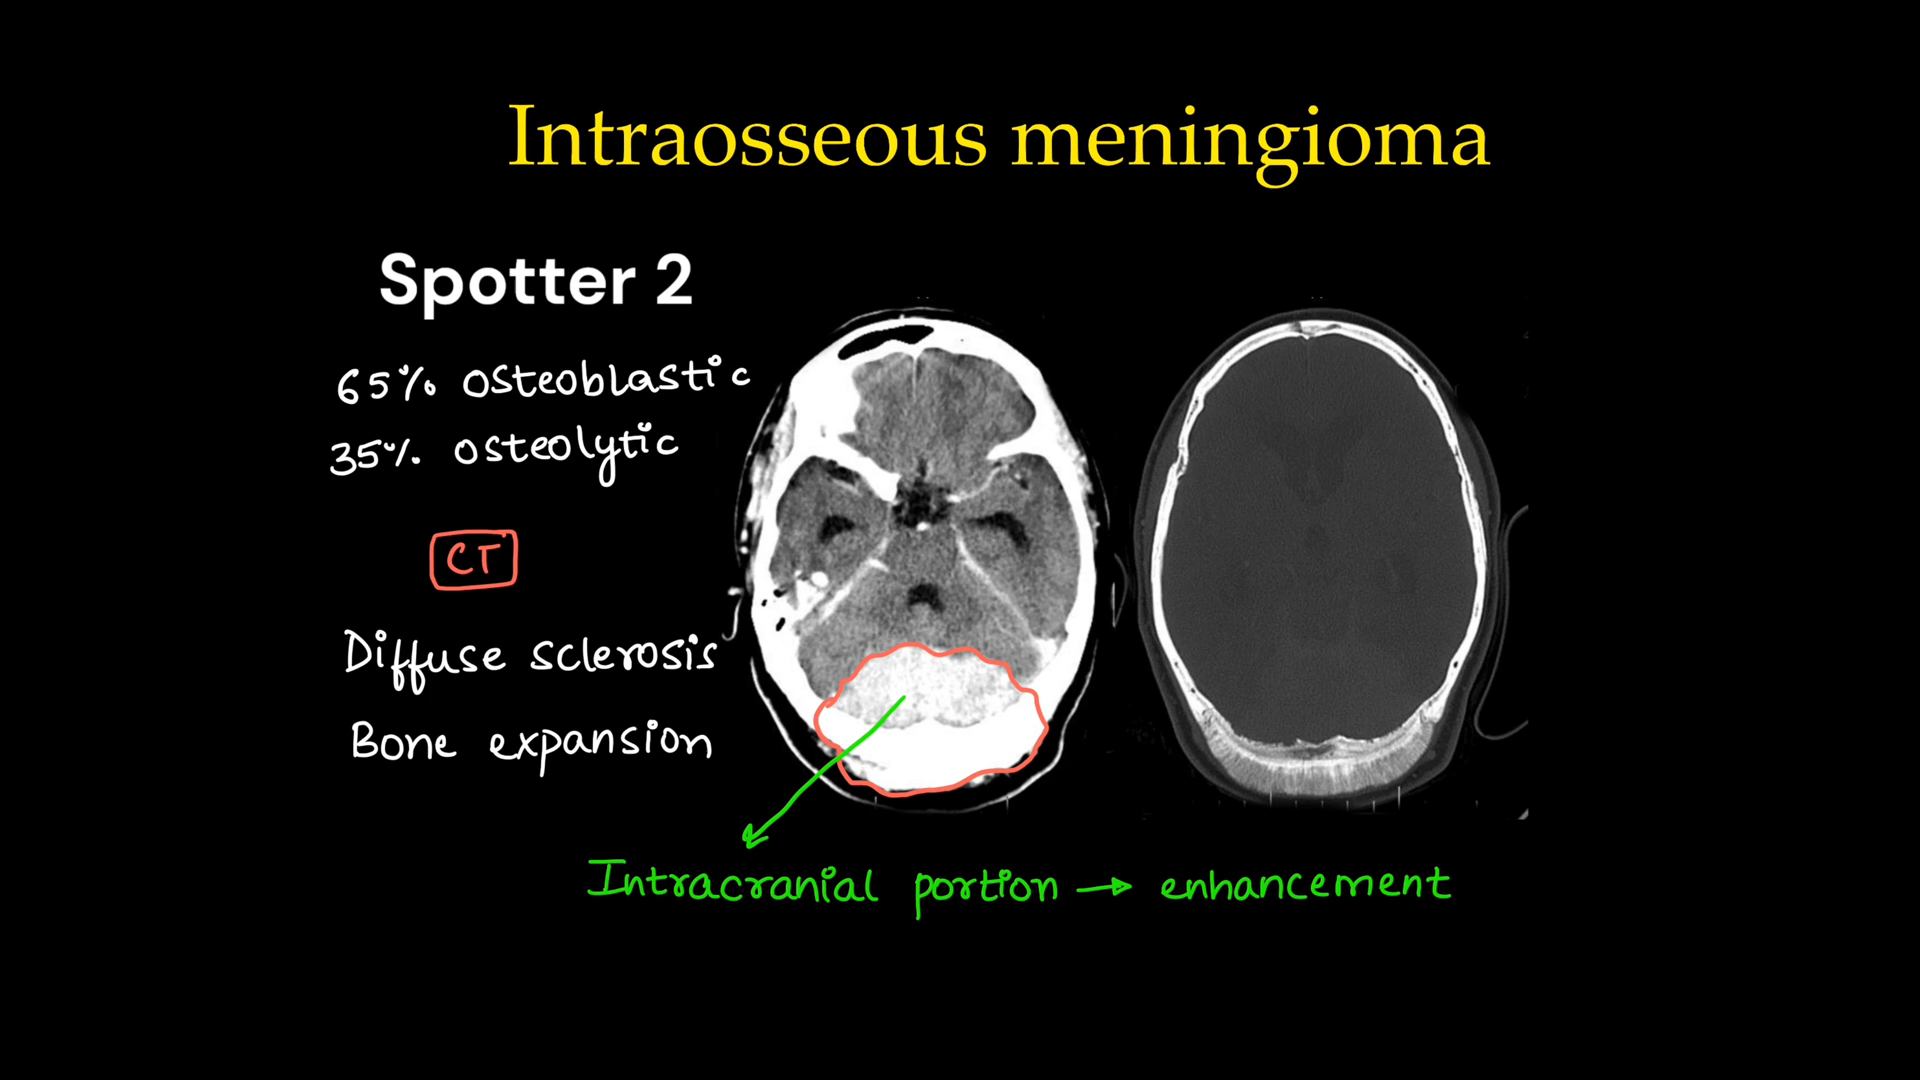 Intraosseous meningioma
Spotter 2
65% osteoblastic
35% osteolytic
CT
Diffuse sclerosis
Bone expansion
Intracranial portion → enhancement